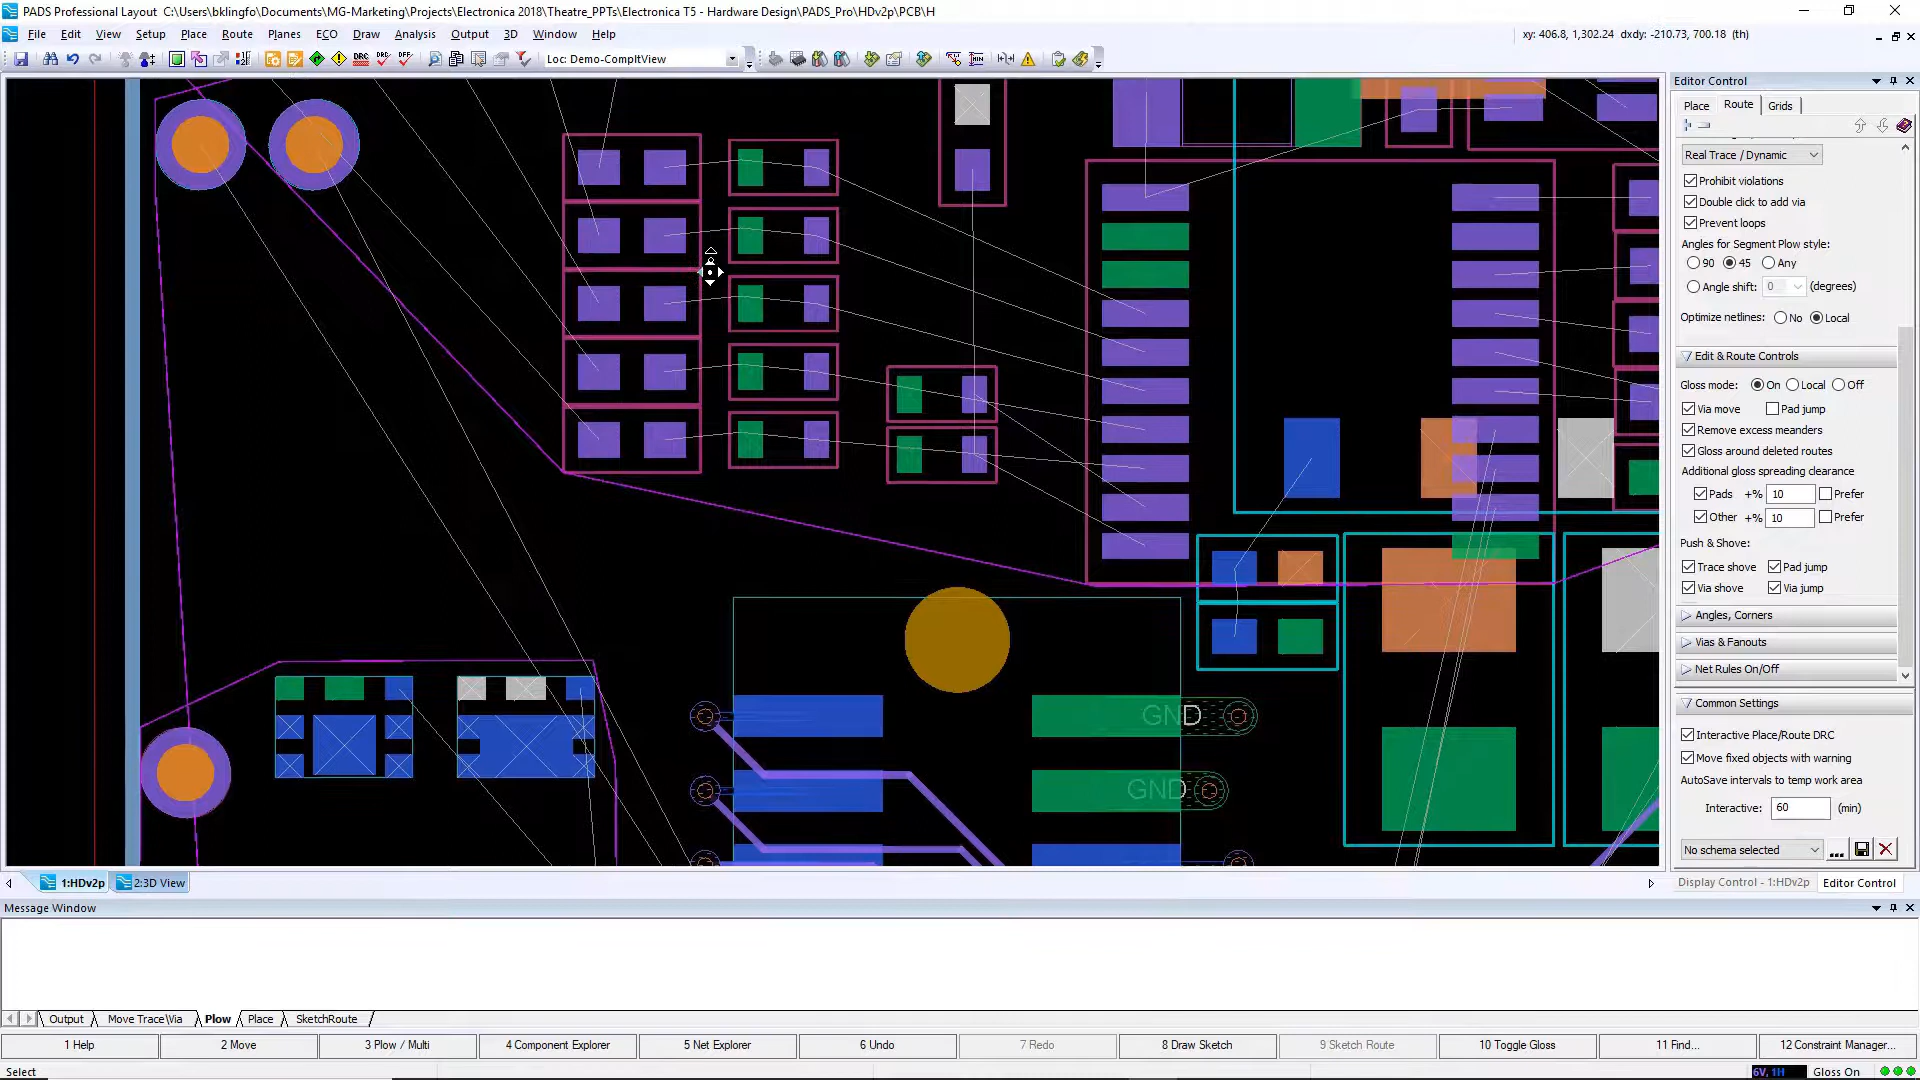 PADS Professional Layout C:\Users\bklingfo\Documents\MG-Marketing\Projects\Electronica 2018\Theatre_PPTs\Electronica T5 - Hardware Design\PADS_Pro\HDv2p\PCB\H
File Edit View Setup Place Route Planes ECO Draw Analysis Output 3D Window Help
xy: 406.8, 1,302.24 dxdy: -210.73, 700.18 (th)
DRC DRC OFF Loc: Demo-CompltView
Editor Control
Place Route Grids
Real Trace / Dynamic
Prohibit violations
Double click to add via
Prevent loops
Angles for Segment Plow style:
90 45 Any
Angle shift: 0 (degrees)
Optimize netlines: No Local
Edit & Route Controls
Gloss mode: On Local Off
Via move Pad jump
Remove excess meanders
Gloss around deleted routes
Additional gloss spreading clearance
Pads +% 10 Prefer
Other +% 10 Prefer
Push & Shove:
Trace shove Pad jump
Via shove Via jump
Angles, Corners
Vias & Fanouts
Net Rules On/Off
Common Settings
Interactive Place/Route DRC
Move fixed objects with warning
AutoSave intervals to temp work area
Interactive: 60 (min)
No schema selected ...
Display Control - 1:HDv2p Editor Control
GND
GND
1:HDv2p 2:3D View
Message Window
Output Move Trace\Via Plow Place SketchRoute
1 Help 2 Move 3 Plow / Multi 4 Component Explorer 5 Net Explorer 6 Undo 7 Redo 8 Draw Sketch 9 Sketch Route 10 Toggle Gloss 11 Find... 12 Constraint Manager...
Select 6V, 1H Gloss On